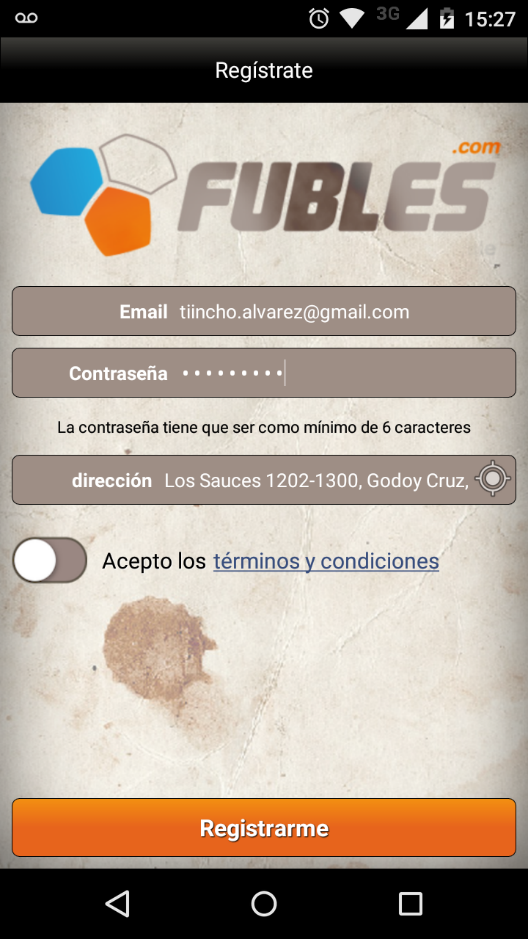 3G 15:27
Regístrate
.com
FUBLES
Email tiincho.alvarez@gmail.com
Contraseña •••••••••
La contraseña tiene que ser como mínimo de 6 caracteres
dirección Los Sauces 1202-1300, Godoy Cruz,
Acepto los términos y condiciones
Registrarme